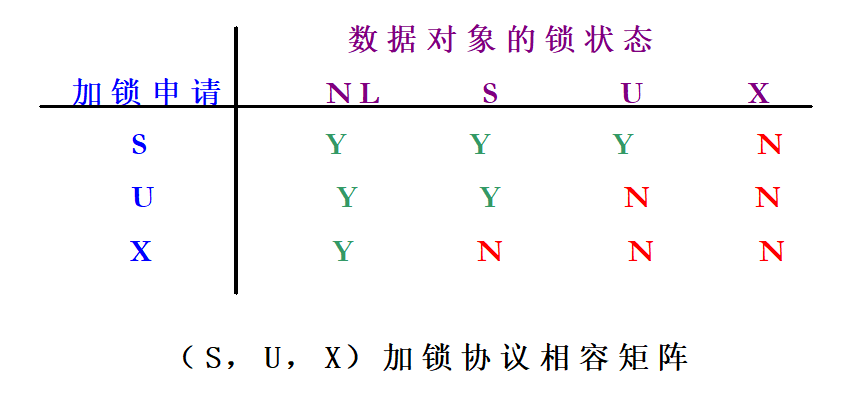 数据对象的锁状态
加锁申请 NL S U X
S Y Y Y N
U Y Y N N
X Y N N N
（S，U，X）加锁协议相容矩阵